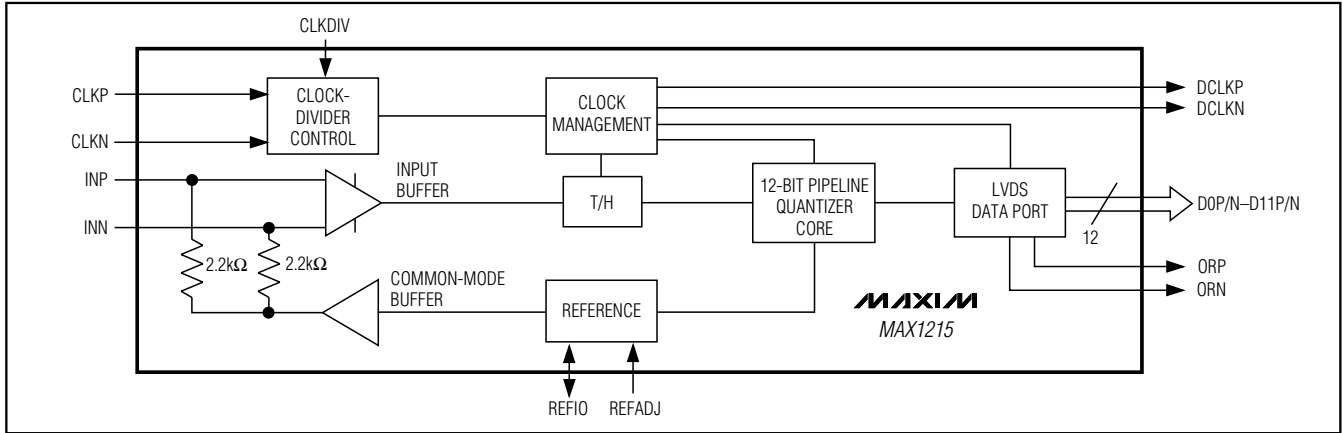 CLKDIV
CLKP
CLKN
CLOCK-
DIVIDER
CONTROL
CLOCK
MANAGEMENT
DCLKP
DCLKN
INP
INN
INPUT
BUFFER
T/H
12-BIT PIPELINE
QUANTIZER
CORE
LVDS
DATA PORT
12
D0P/N–D11P/N
2.2kΩ
2.2kΩ
COMMON-MODE
BUFFER
REFERENCE
ORP
ORN
MAXIM
MAX1215
REFIO
REFADJ